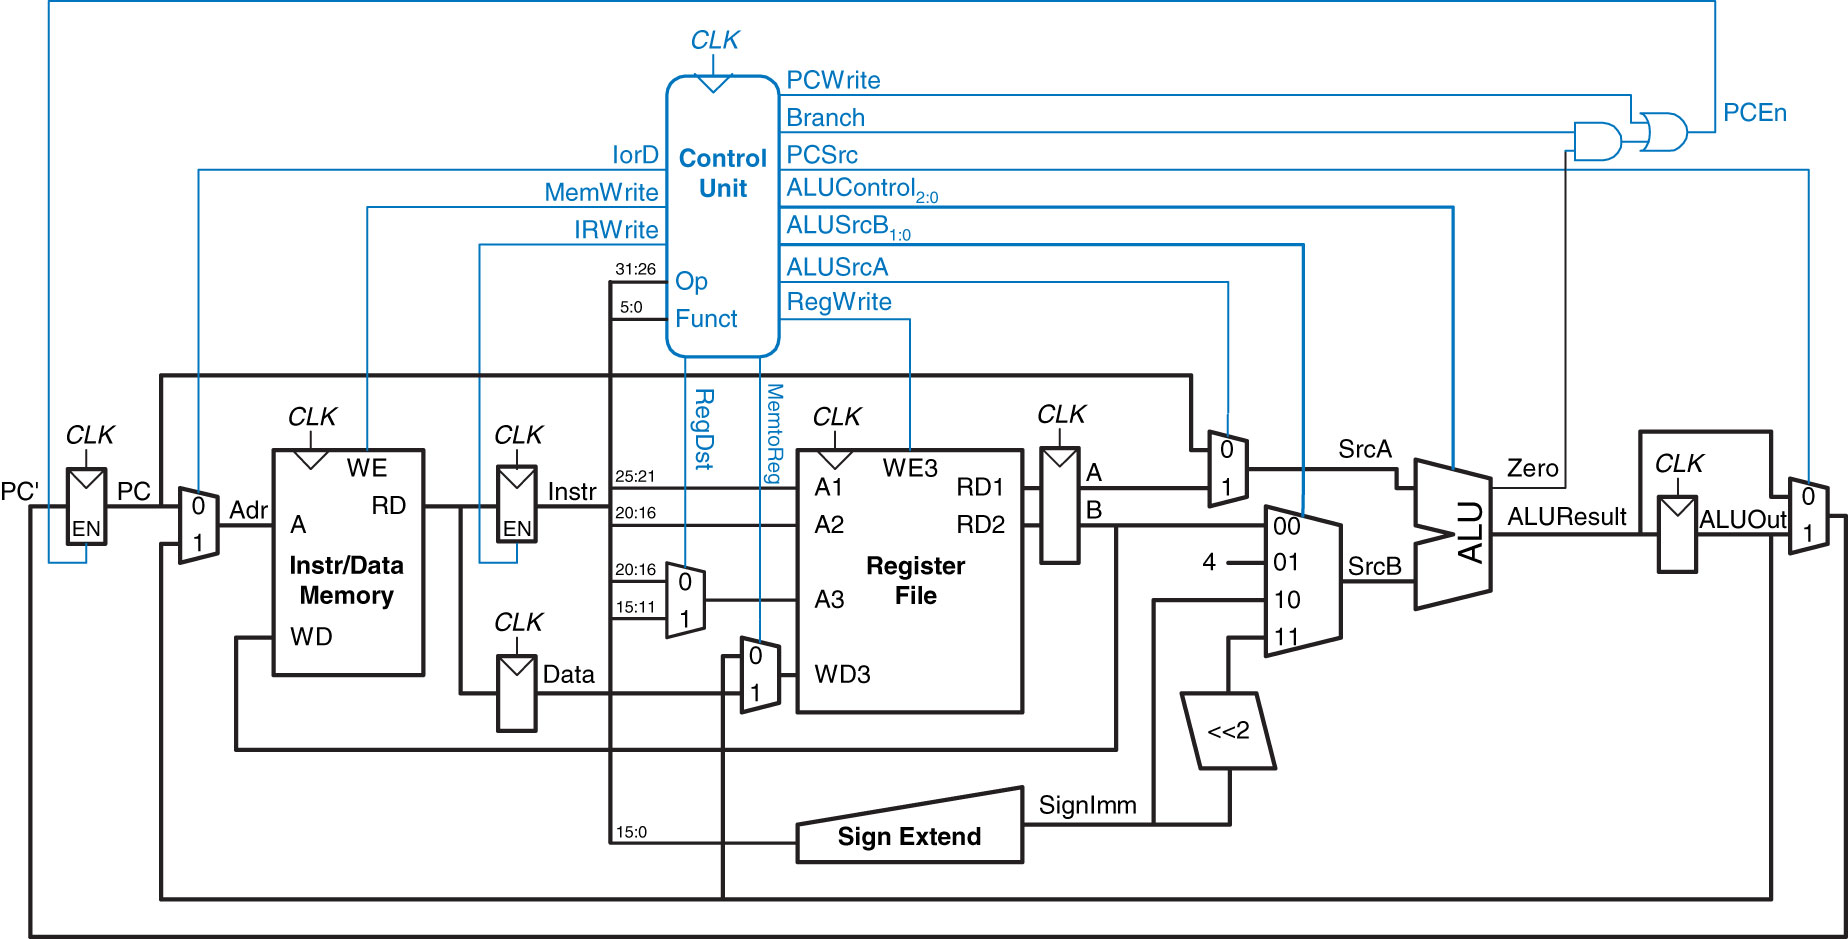 CLK
PCWrite
Branch
PCEn
IorD
Control
Unit
PCSrc
MemWrite
ALUControl2:0
IRWrite
ALUSrcB1:0
31:26
Op
ALUSrcA
5:0
Funct
RegWrite
RegDst
MemtoReg
CLK
CLK
CLK
CLK
CLK
CLK
PC'
PC
EN
0
1
Adr
WE
RD
A
Instr/Data
Memory
WD
EN
Instr
CLK
Data
25:21
20:16
20:16
15:11
0
1
0
1
WE3
A1
RD1
A2
RD2
A3
Register
File
WD3
A
B
0
1
SrcA
00
4
01
10
11
SrcB
ALU
Zero
ALUResult
ALUOut
0
1
<<2
15:0
Sign Extend
SignImm